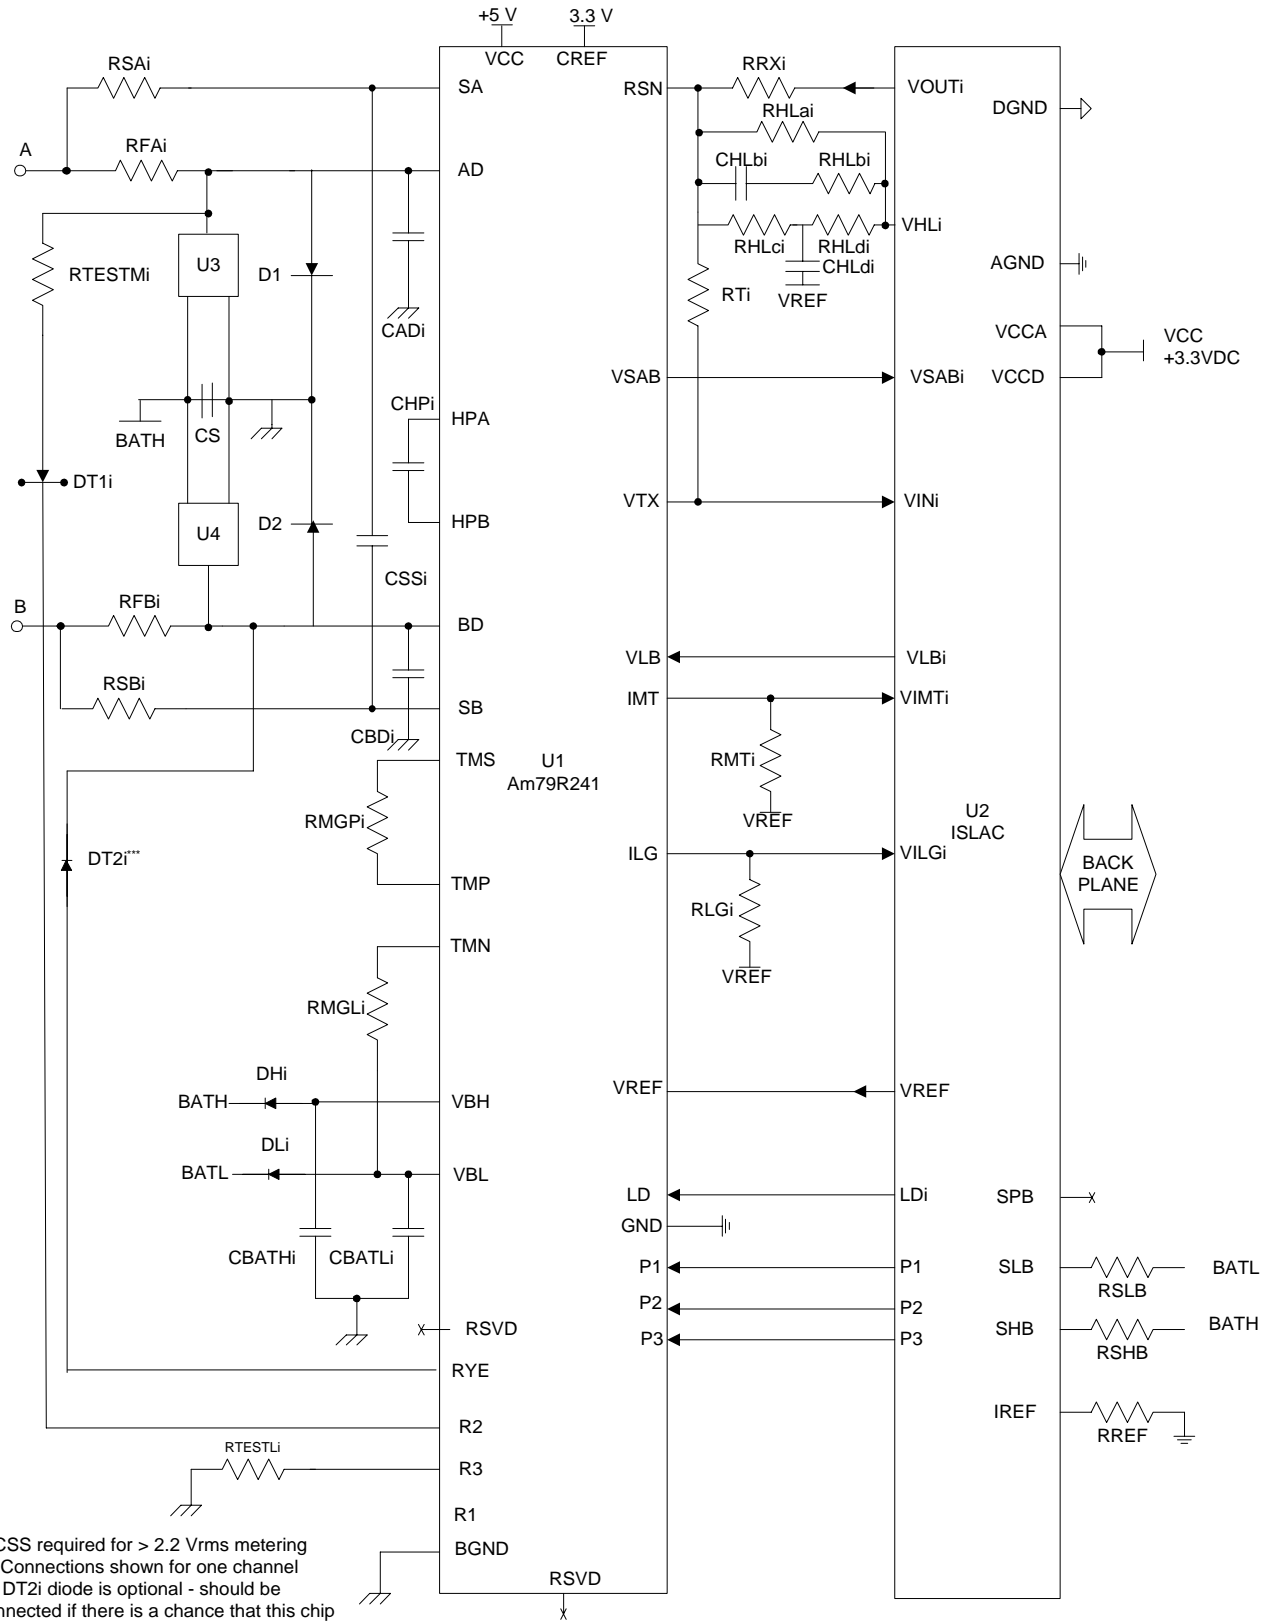 +5 V
3.3 V
VCC
CREF
RSAi
SA
RSN
RRXi
VOUTi
DGND
RHLai
A
RFAi
AD
CHLbi
RHLbi
VHLi
RHLci
RHLdi
CHLdi
VREF
AGND
U3
D1
RTESTMi
RTi
CADi
VCCA
VCC
+3.3VDC
VSAB
VSABi
VCCD
CHPi
HPA
BATH
CS
DT1i
VTX
VINi
U4
D2
HPB
CSSi
B
RFBi
BD
VLB
VLBi
RSBi
SB
IMT
VIMTi
CBDi
TMS
U1
Am79R241
RMTi
VREF
RMGPi
U2
ISLAC
DT2i***
ILG
VILGi
BACK
PLANE
TMP
RLGi
TMN
VREF
RMGLi
DHi
BATH
VBH
VREF
VREF
DLi
BATL
VBL
LD
LDi
SPB
GND
CBATHi
CBATLi
P1
P1
SLB
BATL
RSLB
P2
P2
RSVD
P3
P3
SHB
BATH
RSHB
RYE
IREF
R2
RREF
RTESTLi
R3
R1
CSS required for > 2.2 Vrms metering
BGND
Connections shown for one channel
RSVD
DT2i diode is optional - should be
nnected if there is a chance that this chip